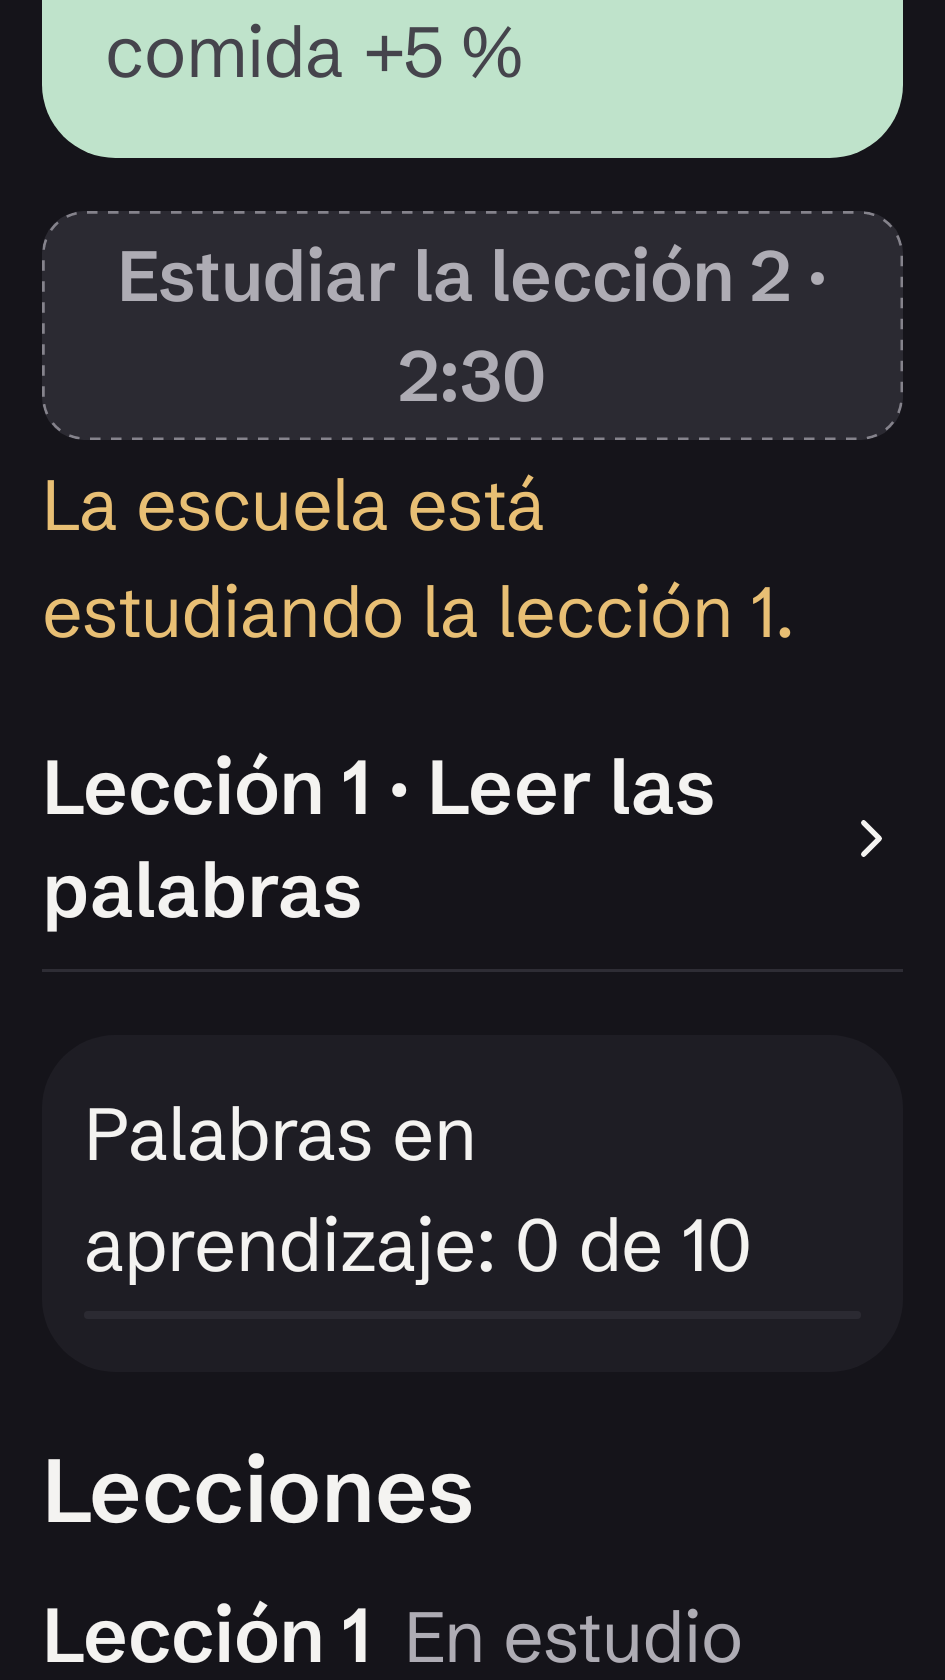 comida +5 %
Estudiar la lección 2 ·
2:30
La escuela está
estudiando la lección 1.
Lección 1 · Leer las
palabras
Palabras en
aprendizaje: 0 de 10
Lecciones
Lección 1 En estudio